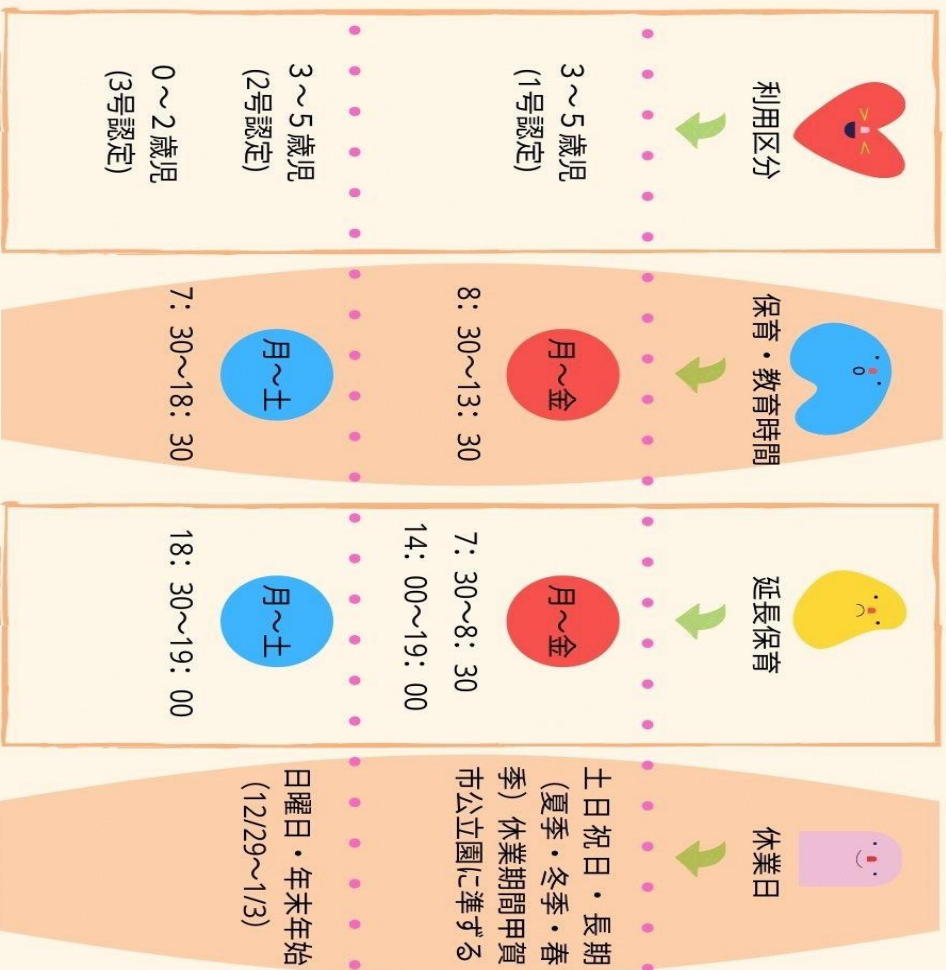 利用区分
保育・教育時間
延長保育
休業日
3～5歳児
(1号認定)
月～金
8：30～13：30
月～金
7：30～8：30
14：00～19：00
土日祝日・長期
(夏季・冬季・春
季）休業期間甲賀
市公立園に準ずる
3～5歳児
(2号認定)
0～2歳児
(3号認定)
月～土
7：30～18：30
月～土
18：30～19：00
日曜日・年末年始
(12/29～1/3)